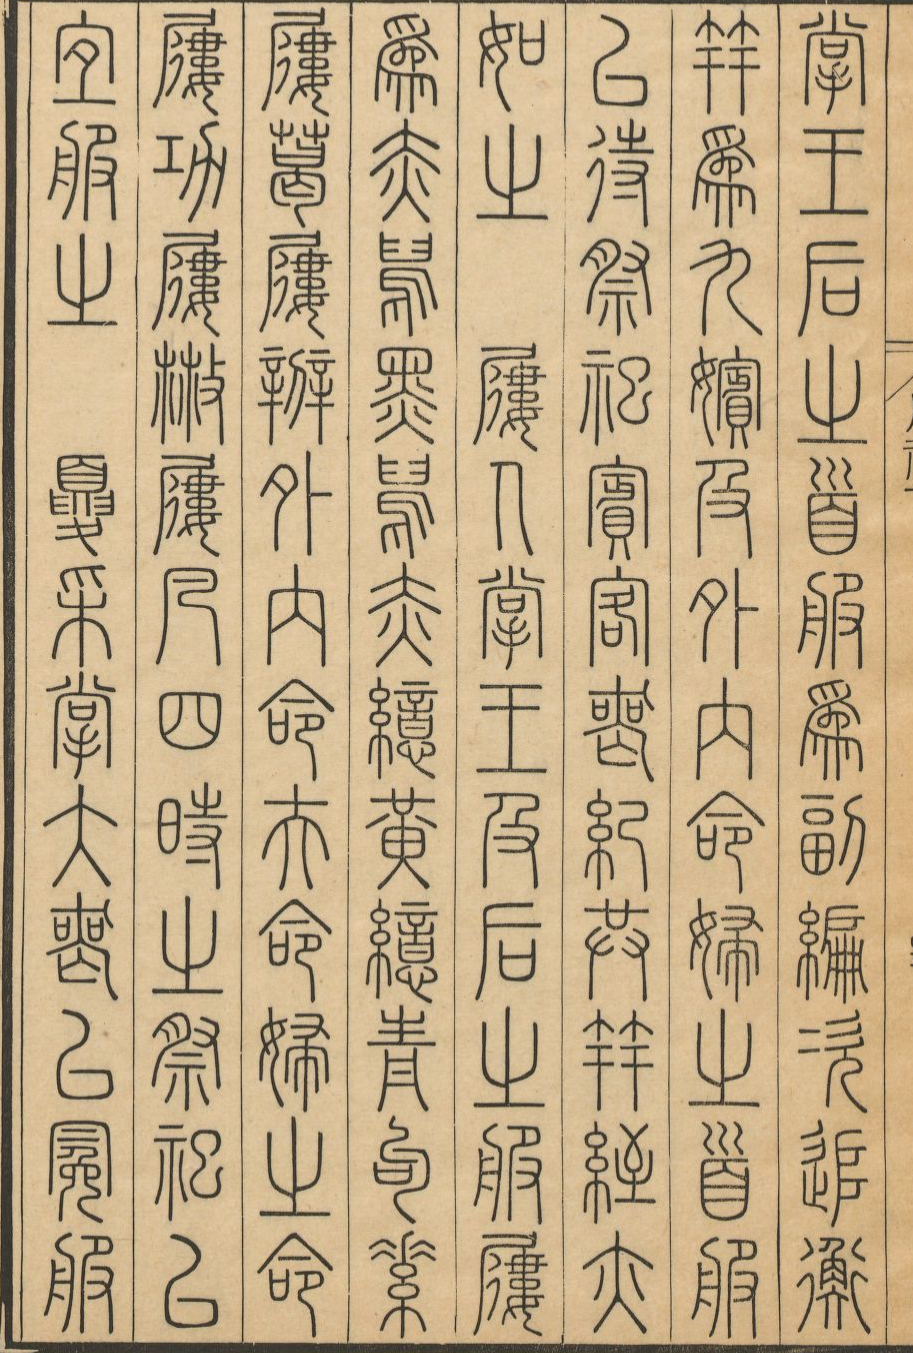 掌王后之首服為副編次追衡
笄為九嬪及外內命婦之首服
以待祭祀賓客喪紀共笄絰亦
如之　屨人掌王及后之服屨
為赤舄黑舄赤繶黃繶青句素
屨葛屨辨外內命夫命婦之命
屨功屨散屨凡四時之祭祀以
宜服之　夏采掌大喪以冕服